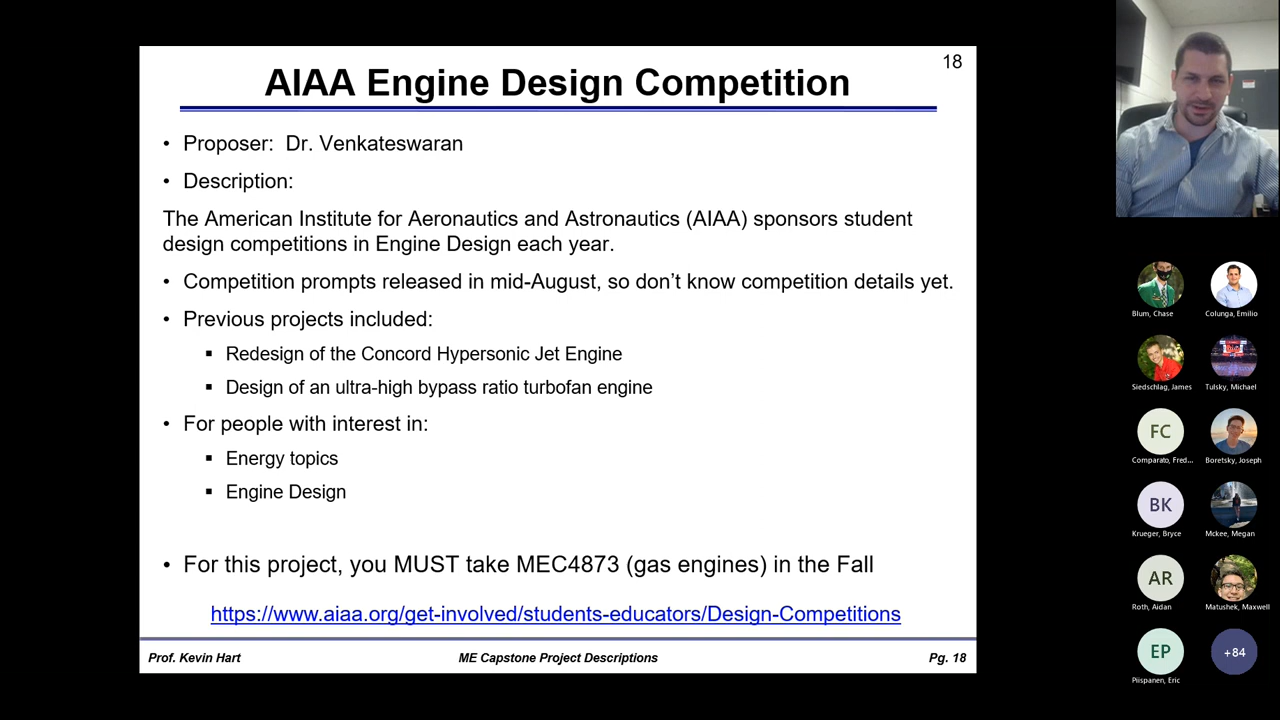 18
AIAA Engine Design Competition
• Proposer: Dr. Venkateswaran
• Description:
The American Institute for Aeronautics and Astronautics (AIAA) sponsors student
design competitions in Engine Design each year.
• Competition prompts released in mid-August, so don't know competition details yet.
• Previous projects included:
▪ Redesign of the Concord Hypersonic Jet Engine
▪ Design of an ultra-high bypass ratio turbofan engine
• For people with interest in:
▪ Energy topics
▪ Engine Design
• For this project, you MUST take MEC4873 (gas engines) in the Fall
https://www.aiaa.org/get-involved/students-educators/Design-Competitions
Prof. Kevin Hart ME Capstone Project Descriptions Pg. 18
Blum, Chase Colunga, Emilio
Siedschlag, James Tulsky, Michael
FC
Comparato, Fred... Boretsky, Joseph
BK
Krueger, Bryce Mckee, Megan
AR
Roth, Aidan Matushek, Maxwell
EP +84
Piispanen, Eric